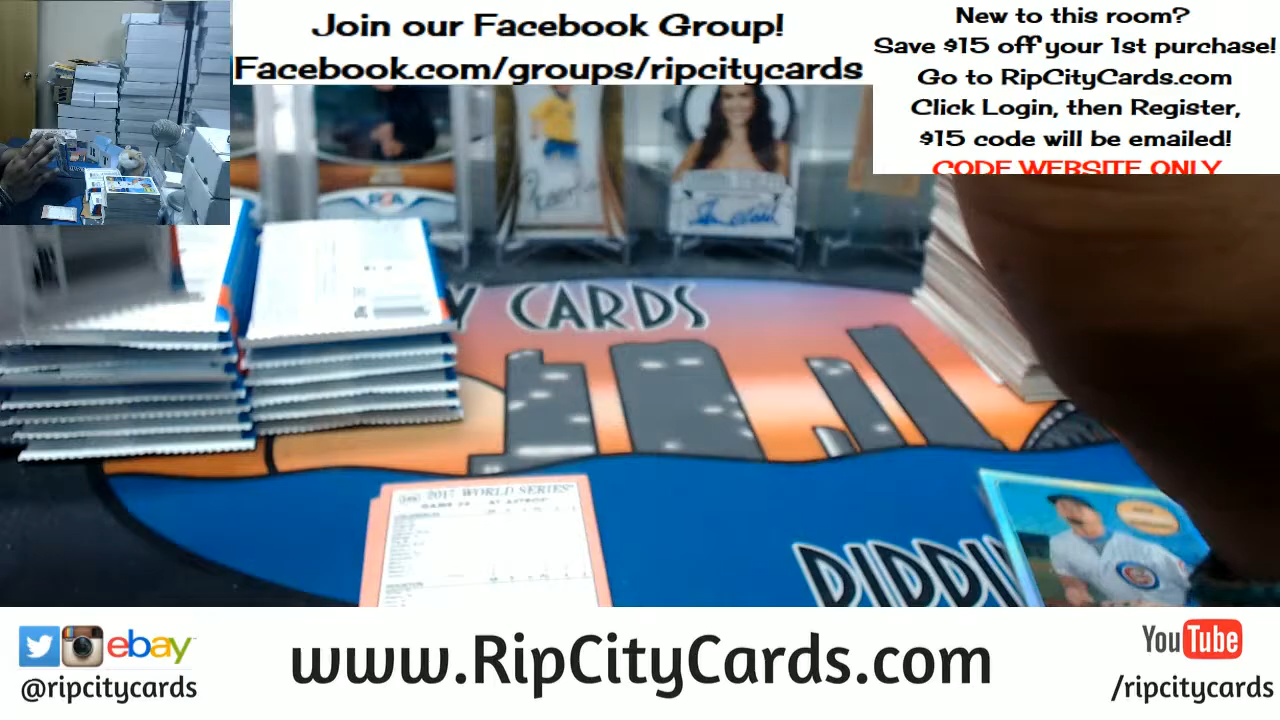 Join our Facebook Group!
Facebook.com/groups/ripcitycards
New to this room?
Save $15 off your 1st purchase!
Go to RipCityCards.com
Click Login, then Register,
$15 code will be emailed!
CODE WEBSITE ONLY
PSA
Y CARDS
2017 WORLD SERIES
RIPPI
ebay
@ripcitycards
www.RipCityCards.com
YouTube
/ripcitycards